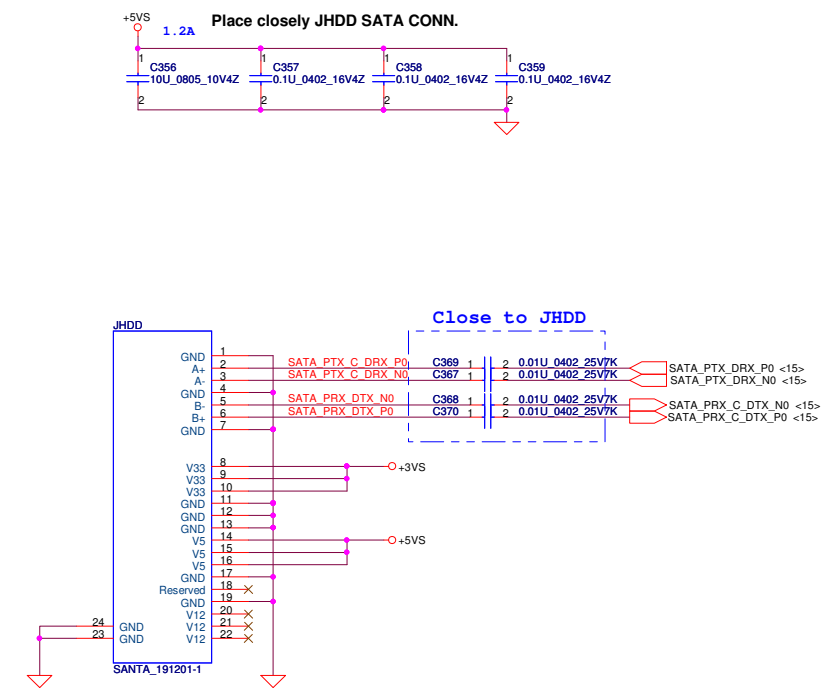 +5VS
Place closely JHDD SATA CONN.
1.2A
1 1 1 1
C356 C357 C358 C359
10U_0805_10V4Z 0.1U_0402_16V4Z 0.1U_0402_16V4Z 0.1U_0402_16V4Z
2 2 2 2
Close to JHDD
JHDD
GND 1
A+ 2 SATA_PTX_C_DRX_P0 C369 1 2 0.01U_0402_25V7K SATA_PTX_DRX_P0 <15>
A- 3 SATA_PTX_C_DRX_N0 C367 1 2 0.01U_0402_25V7K SATA_PTX_DRX_N0 <15>
GND 4
B- 5 SATA_PRX_DTX_N0 C368 1 2 0.01U_0402_25V7K SATA_PRX_C_DTX_N0 <15>
B+ 6 SATA_PRX_DTX_P0 C370 1 2 0.01U_0402_25V7K SATA_PRX_C_DTX_P0 <15>
GND 7
V33 8 +3VS
V33 9
V33 10
GND 11
GND 12
GND 13
V5 14 +5VS
V5 15
V5 16
GND 17
Reserved 18
GND 19
V12 20
24 GND V12 21
23 GND V12 22
SANTA_191201-1